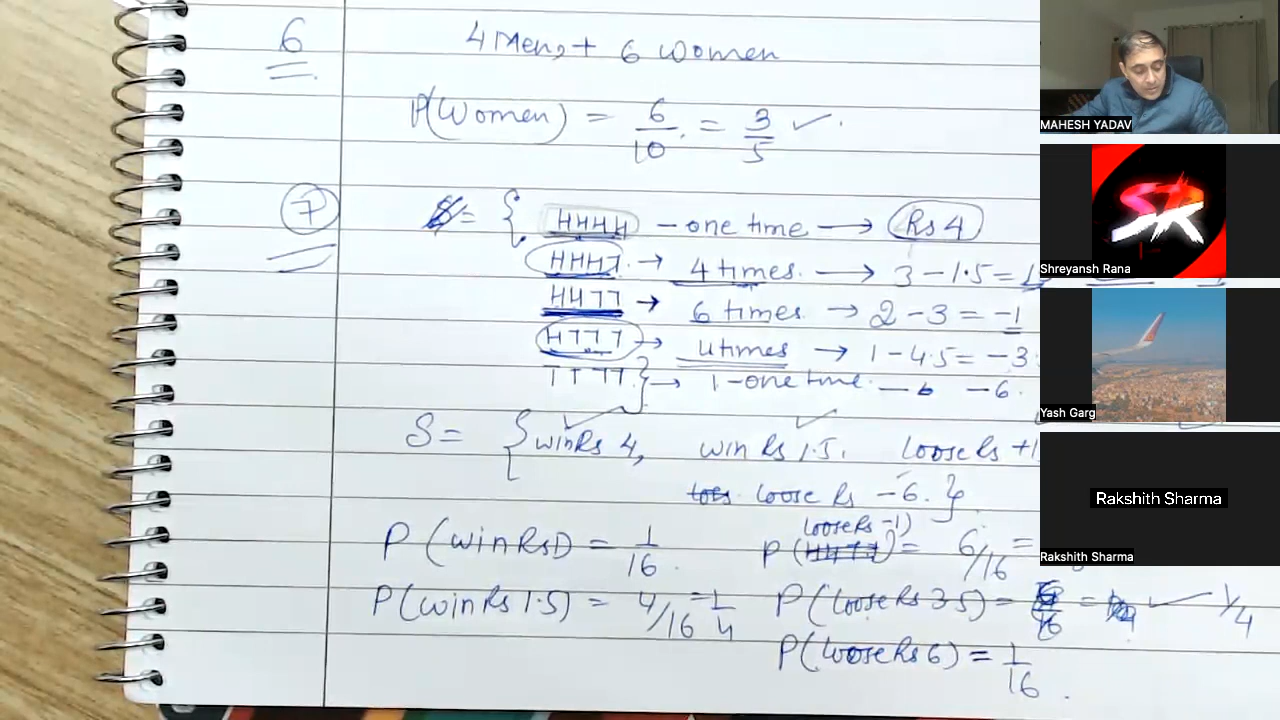 6 4 Men, + 6 women
P(Women) = 6/10 = 3/5 ✓
7 S = { HHHH - one time → Rs 4
HHHT → 4 times → 3 - 1.5 =
HHTT → 6 times → 2 - 3 = -1
HTTT → 4 times → 1 - 4.5 = -3
TTTT } → 1-one time - -6.
S = { win Rs 4, win Rs 1.5, loose Rs +1
loose Rs -6. }
loose Rs -1)
P (win Rs1) = 1/16 P ( ) = 6/16 =
P (win Rs 1.5) = 4/16 = 1/4 P (loose Rs 3.5) = = ✓ 1/4
P (loose Rs 6) = 1/16.
MAHESH YADAV
SR
Shreyansh Rana
Yash Garg
Rakshith Sharma
Rakshith Sharma